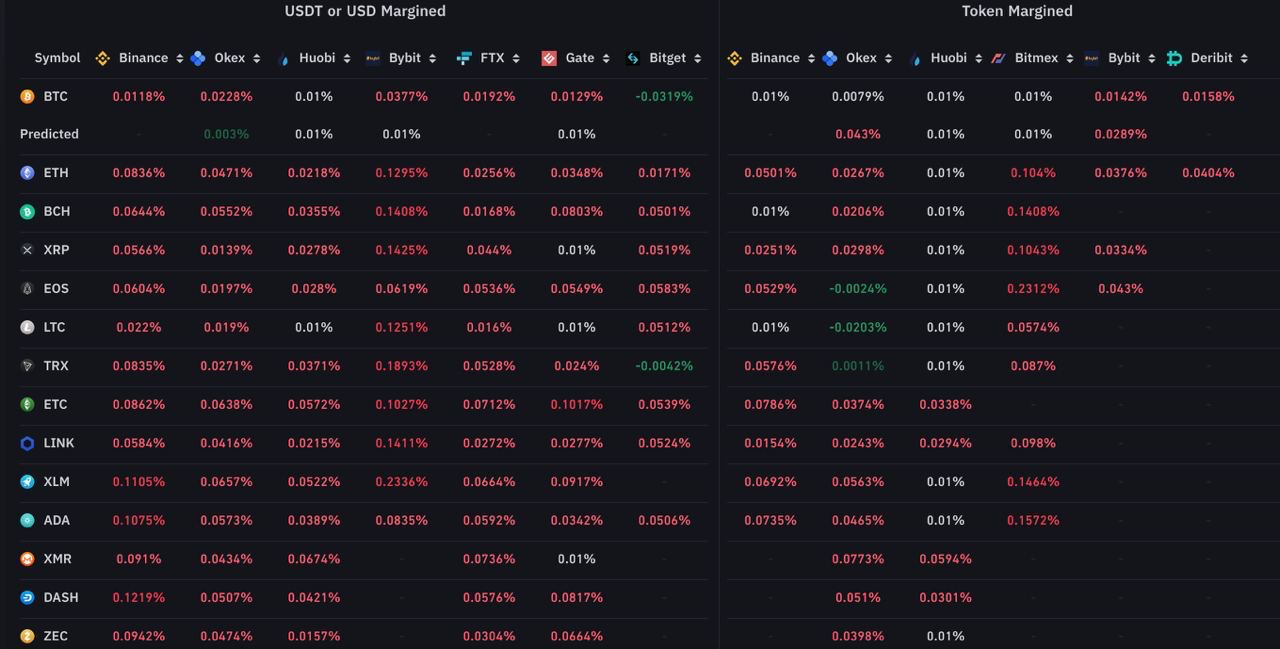 USDT or USD Margined Token Margined
Symbol Binance Okex Huobi Bybit FTX Gate Bitget Binance Okex Huobi Bitmex Bybit Deribit
BTC 0.0118% 0.0228% 0.01% 0.0377% 0.0192% 0.0129% -0.0319% 0.01% 0.0079% 0.01% 0.01% 0.0142% 0.0158%
Predicted - 0.003% 0.01% 0.01% - 0.01% - - 0.043% 0.01% 0.01% 0.0289% -
ETH 0.0836% 0.0471% 0.0218% 0.1295% 0.0256% 0.0348% 0.0171% 0.0501% 0.0267% 0.01% 0.104% 0.0376% 0.0404%
BCH 0.0644% 0.0552% 0.0355% 0.1408% 0.0168% 0.0803% 0.0501% 0.01% 0.0206% 0.01% 0.1408% - -
XRP 0.0566% 0.0139% 0.0278% 0.1425% 0.044% 0.01% 0.0519% 0.0251% 0.0298% 0.01% 0.1043% 0.0334% -
EOS 0.0604% 0.0197% 0.028% 0.0619% 0.0536% 0.0549% 0.0583% 0.0529% -0.0024% 0.01% 0.2312% 0.043% -
LTC 0.022% 0.019% 0.01% 0.1251% 0.016% 0.01% 0.0512% 0.01% -0.0203% 0.01% 0.0574% - -
TRX 0.0835% 0.0271% 0.0371% 0.1893% 0.0528% 0.024% -0.0042% 0.0576% 0.0011% 0.01% 0.087% - -
ETC 0.0862% 0.0638% 0.0572% 0.1027% 0.0712% 0.1017% 0.0539% 0.0786% 0.0374% 0.0338% - - -
LINK 0.0584% 0.0416% 0.0215% 0.1411% 0.0272% 0.0277% 0.0524% 0.0154% 0.0243% 0.0294% 0.098% - -
XLM 0.1105% 0.0657% 0.0522% 0.2336% 0.0664% 0.0917% - 0.0692% 0.0563% 0.01% 0.1464% - -
ADA 0.1075% 0.0573% 0.0389% 0.0835% 0.0592% 0.0342% 0.0506% 0.0735% 0.0465% 0.01% 0.1572% - -
XMR 0.091% 0.0434% 0.0674% - 0.0736% 0.01% - - 0.0773% 0.0594% - - -
DASH 0.1219% 0.0507% 0.0421% - 0.0576% 0.0817% - - 0.051% 0.0301% - - -
ZEC 0.0942% 0.0474% 0.0157% - 0.0304% 0.0664% - - 0.0398% 0.01% - - -